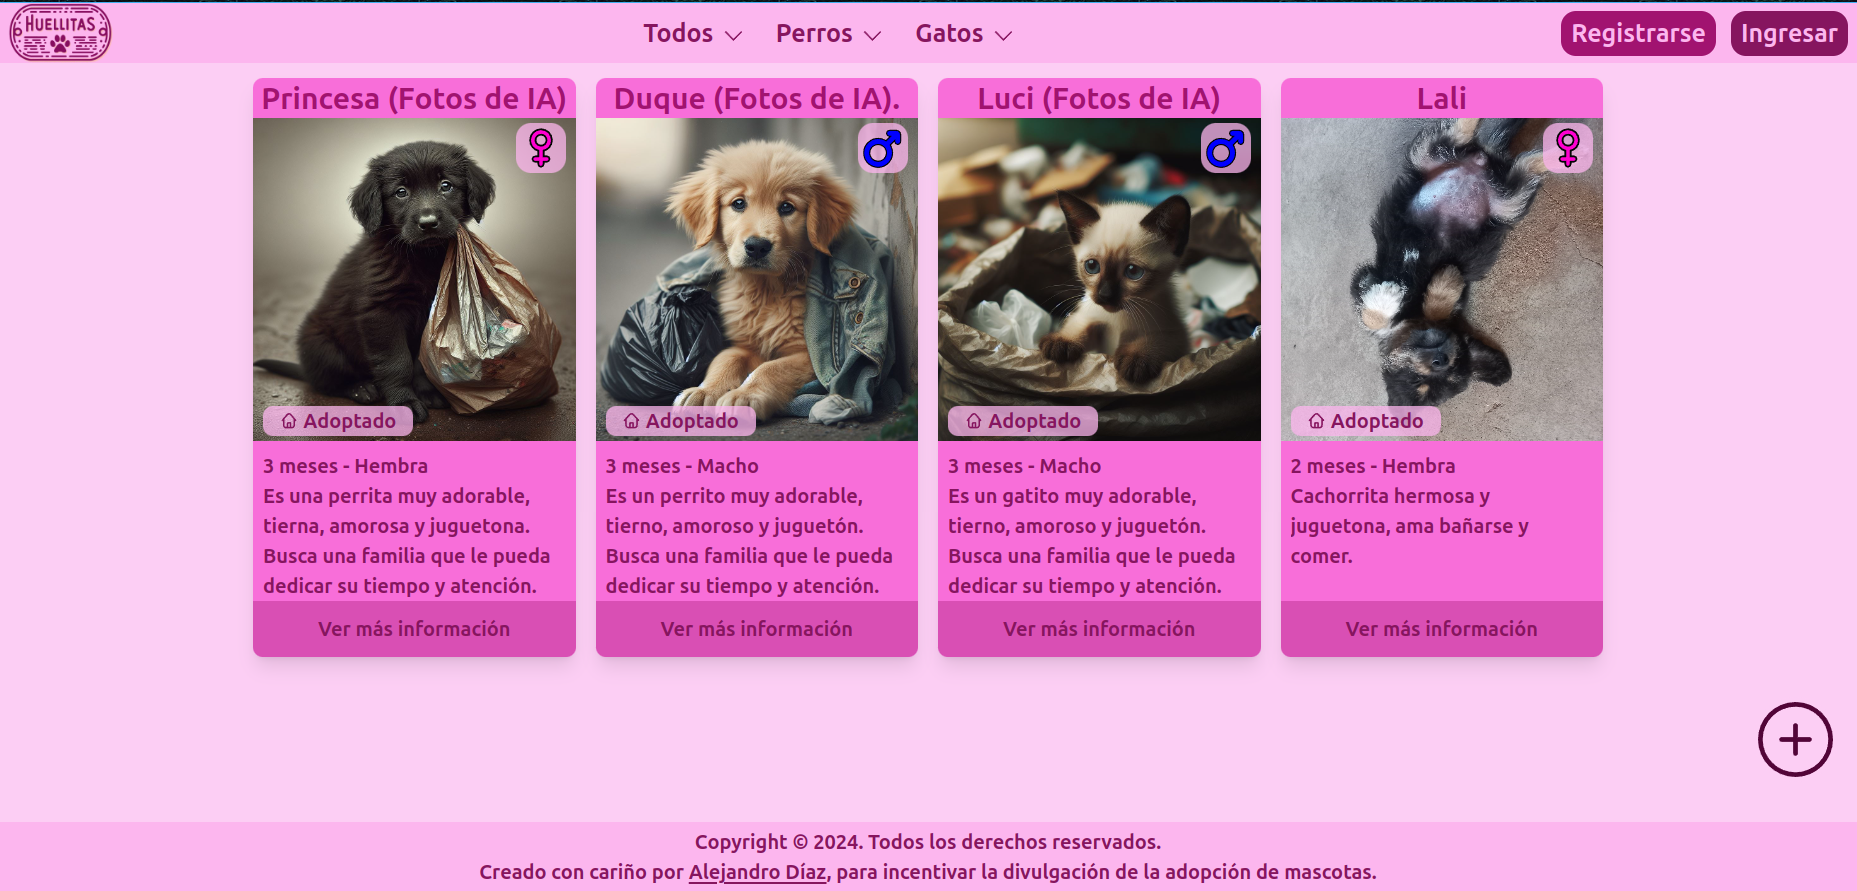 HUELLITAS
Todos
Perros
Gatos
Registrarse
Ingresar
Princesa (Fotos de IA)
Adoptado
3 meses - Hembra
Es una perrita muy adorable,
tierna, amorosa y juguetona.
Busca una familia que le pueda
dedicar su tiempo y atención.
Ver más información
Duque (Fotos de IA).
Adoptado
3 meses - Macho
Es un perrito muy adorable,
tierno, amoroso y juguetón.
Busca una familia que le pueda
dedicar su tiempo y atención.
Ver más información
Luci (Fotos de IA)
Adoptado
3 meses - Macho
Es un gatito muy adorable,
tierno, amoroso y juguetón.
Busca una familia que le pueda
dedicar su tiempo y atención.
Ver más información
Lali
Adoptado
2 meses - Hembra
Cachorrita hermosa y
juguetona, ama bañarse y
comer.
Ver más información
Copyright © 2024. Todos los derechos reservados.
Creado con cariño por Alejandro Díaz, para incentivar la divulgación de la adopción de mascotas.